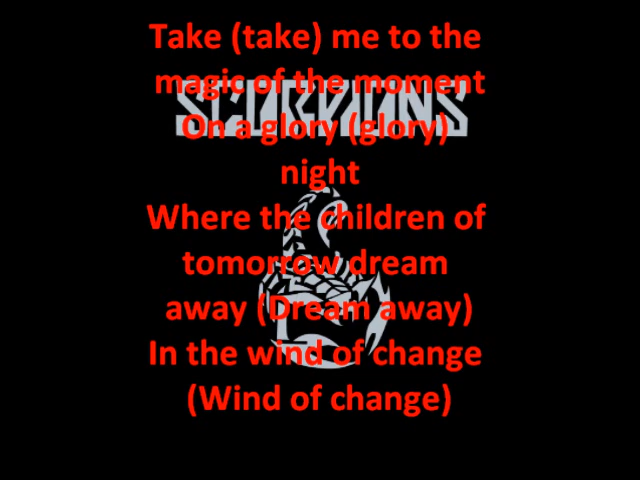 Take (take) me to the
magic of the moment
SCORPIONS
On a glory (glory)
night
Where the children of
tomorrow dream
away (Dream away)
In the wind of change
(Wind of change)